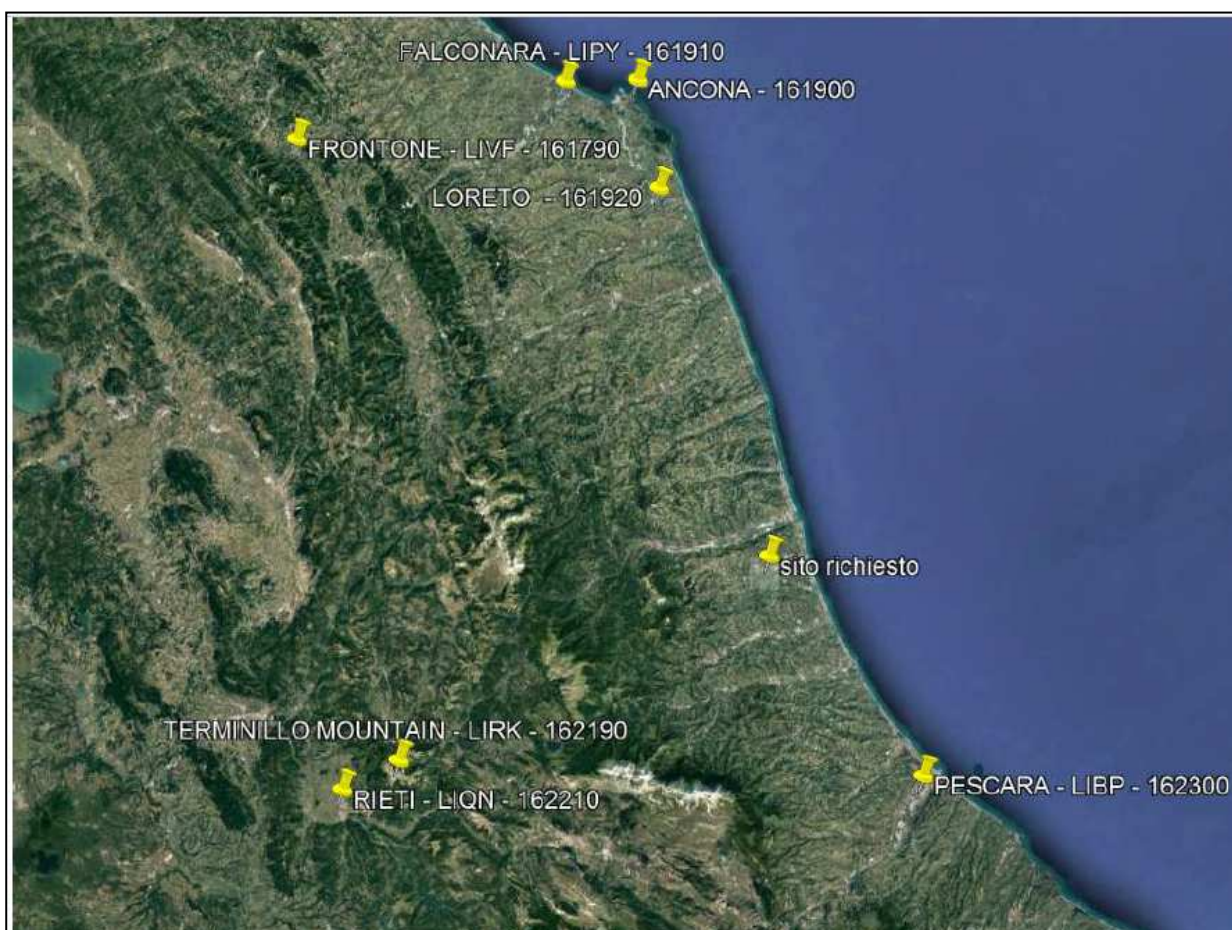 FALCONARA - LIPY - 161910
ANCONA - 161900
FRONTONE - LIVF - 161790
LORETO - 161920
sito richiesto
TERMINILLO MOUNTAIN - LIRK - 162190
PESCARA - LIBP - 162300
RIETI - LIQN - 162210